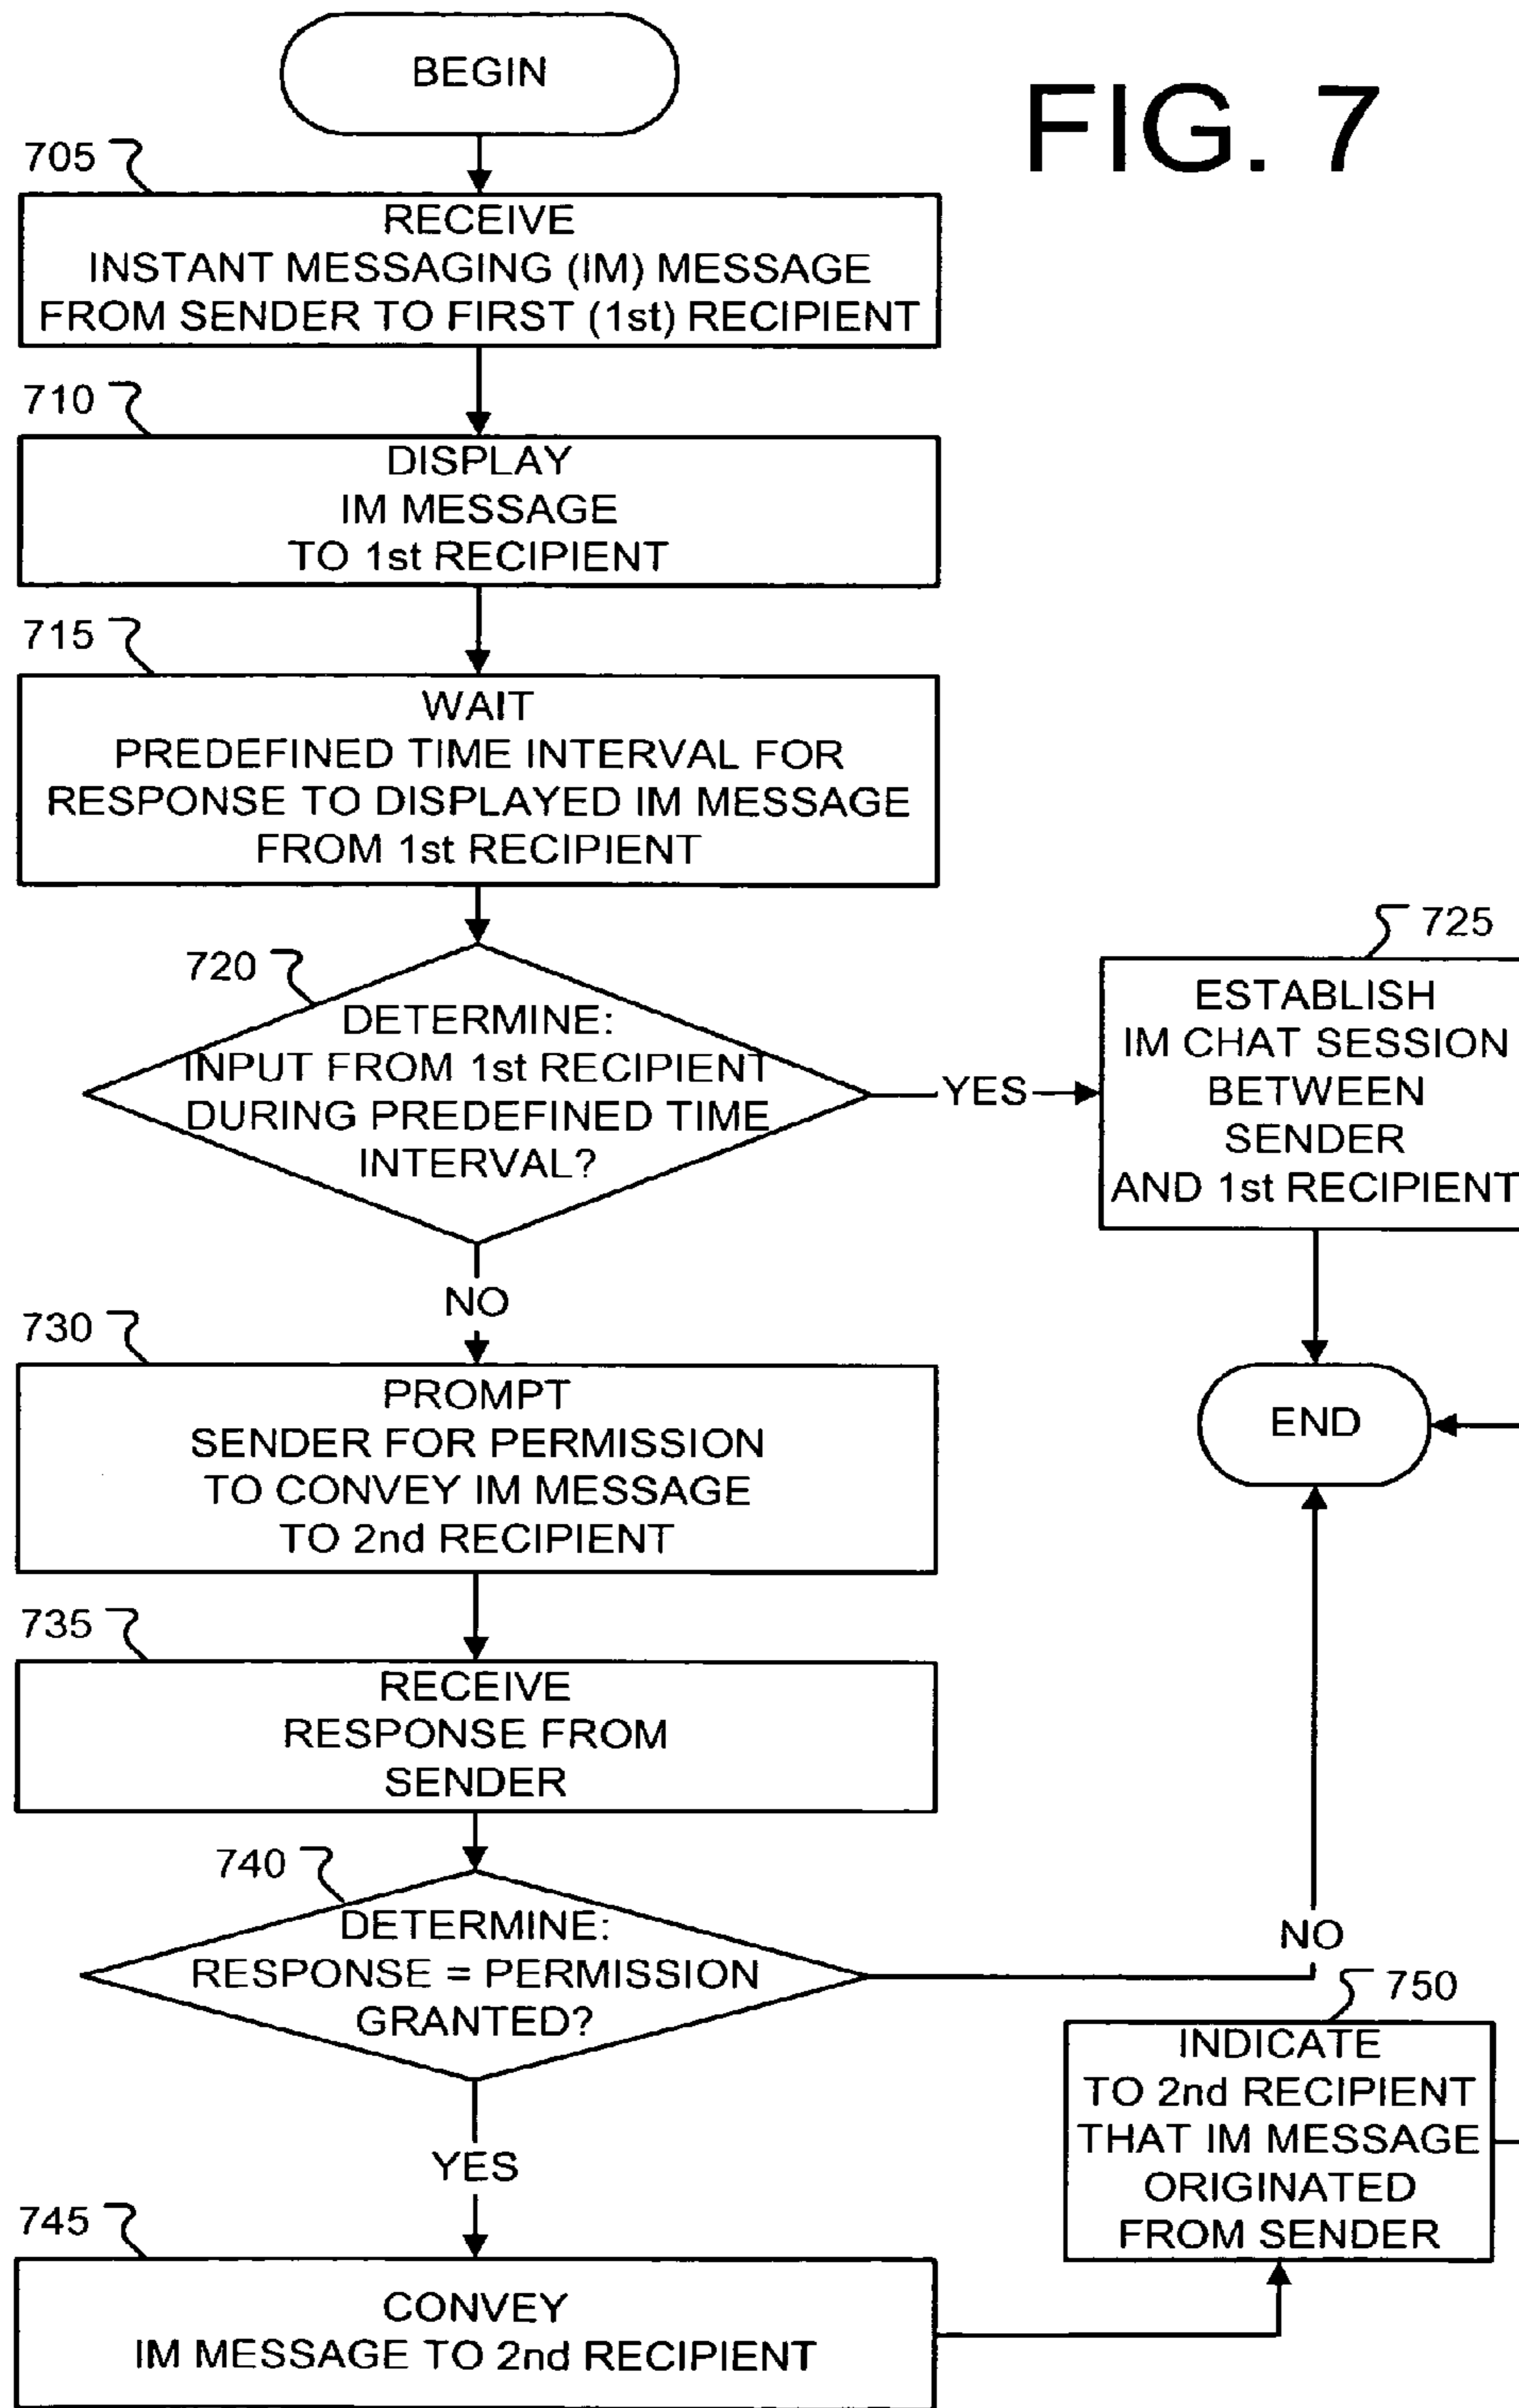 BEGIN
FIG. 7
705
RECEIVE
INSTANT MESSAGING (IM) MESSAGE
FROM SENDER TO FIRST (1st) RECIPIENT
710
DISPLAY
IM MESSAGE
TO 1st RECIPIENT
715
WAIT
PREDEFINED TIME INTERVAL FOR
RESPONSE TO DISPLAYED IM MESSAGE
FROM 1st RECIPIENT
720
DETERMINE:
INPUT FROM 1st RECIPIENT
DURING PREDEFINED TIME
INTERVAL?
YES
725
ESTABLISH
IM CHAT SESSION
BETWEEN
SENDER
AND 1st RECIPIENT
NO
END
730
PROMPT
SENDER FOR PERMISSION
TO CONVEY IM MESSAGE
TO 2nd RECIPIENT
735
RECEIVE
RESPONSE FROM
SENDER
740
DETERMINE:
RESPONSE = PERMISSION
GRANTED?
NO
YES
745
CONVEY
IM MESSAGE TO 2nd RECIPIENT
750
INDICATE
TO 2nd RECIPIENT
THAT IM MESSAGE
ORIGINATED
FROM SENDER